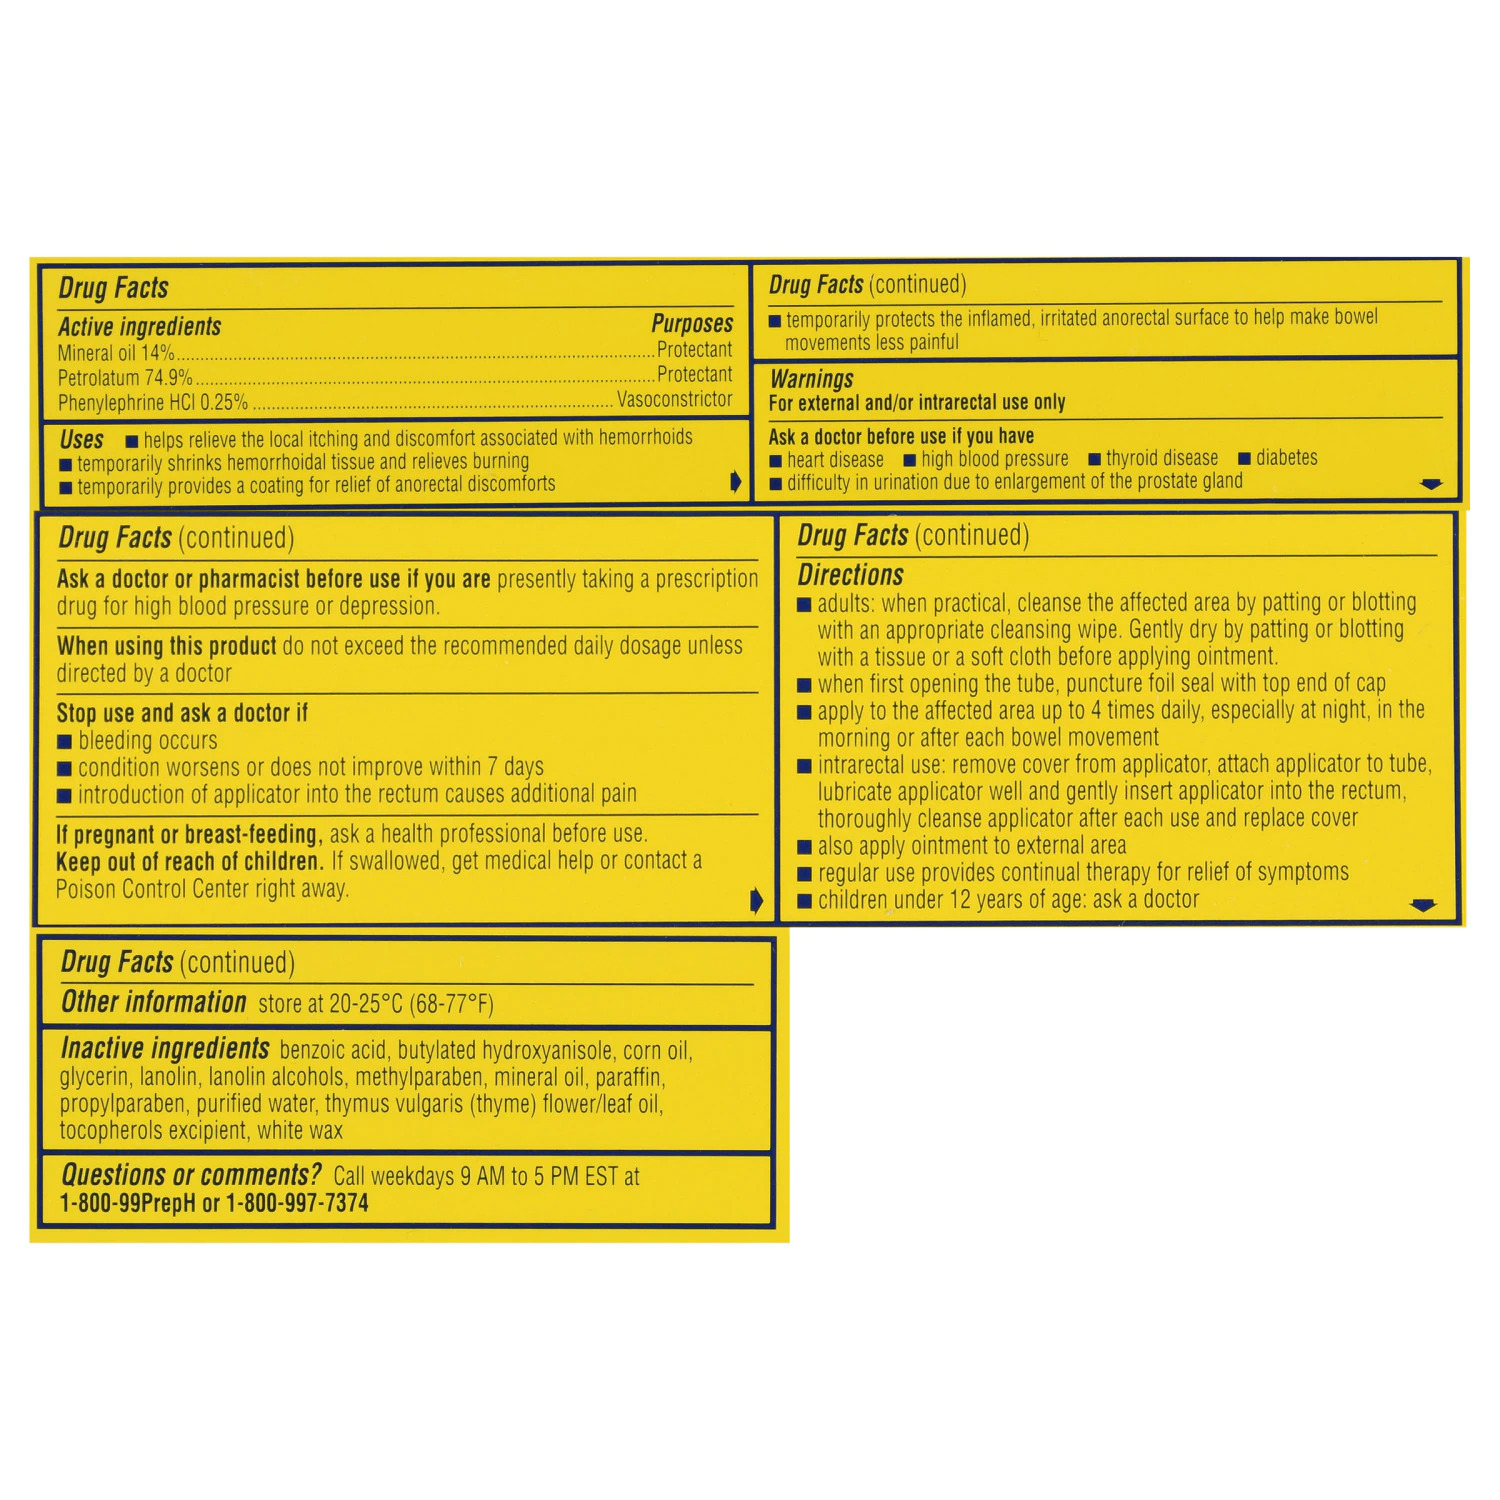 Drug Facts
Active ingredients Purposes
Mineral oil 14%..........Protectant
Petrolatum 74.9%..........Protectant
Phenylephrine HCl 0.25%..........Vasoconstrictor
Uses ■ helps relieve the local itching and discomfort associated with hemorrhoids
■ temporarily shrinks hemorrhoidal tissue and relieves burning
■ temporarily provides a coating for relief of anorectal discomforts
Drug Facts (continued)
■ temporarily protects the inflamed, irritated anorectal surface to help make bowel
movements less painful
Warnings
For external and/or intrarectal use only
Ask a doctor before use if you have
■ heart disease ■ high blood pressure ■ thyroid disease ■ diabetes
■ difficulty in urination due to enlargement of the prostate gland
Drug Facts (continued)
Ask a doctor or pharmacist before use if you are presently taking a prescription
drug for high blood pressure or depression.
When using this product do not exceed the recommended daily dosage unless
directed by a doctor
Stop use and ask a doctor if
■ bleeding occurs
■ condition worsens or does not improve within 7 days
■ introduction of applicator into the rectum causes additional pain
If pregnant or breast-feeding, ask a health professional before use.
Keep out of reach of children. If swallowed, get medical help or contact a
Poison Control Center right away.
Drug Facts (continued)
Directions
■ adults: when practical, cleanse the affected area by patting or blotting
with an appropriate cleansing wipe. Gently dry by patting or blotting
with a tissue or a soft cloth before applying ointment.
■ when first opening the tube, puncture foil seal with top end of cap
■ apply to the affected area up to 4 times daily, especially at night, in the
morning or after each bowel movement
■ intrarectal use: remove cover from applicator, attach applicator to tube,
lubricate applicator well and gently insert applicator into the rectum,
thoroughly cleanse applicator after each use and replace cover
■ also apply ointment to external area
■ regular use provides continual therapy for relief of symptoms
■ children under 12 years of age: ask a doctor
Drug Facts (continued)
Other information store at 20-25°C (68-77°F)
Inactive ingredients benzoic acid, butylated hydroxyanisole, corn oil,
glycerin, lanolin, lanolin alcohols, methylparaben, mineral oil, paraffin,
propylparaben, purified water, thymus vulgaris (thyme) flower/leaf oil,
tocopherols excipient, white wax
Questions or comments? Call weekdays 9 AM to 5 PM EST at
1-800-99PrepH or 1-800-997-7374